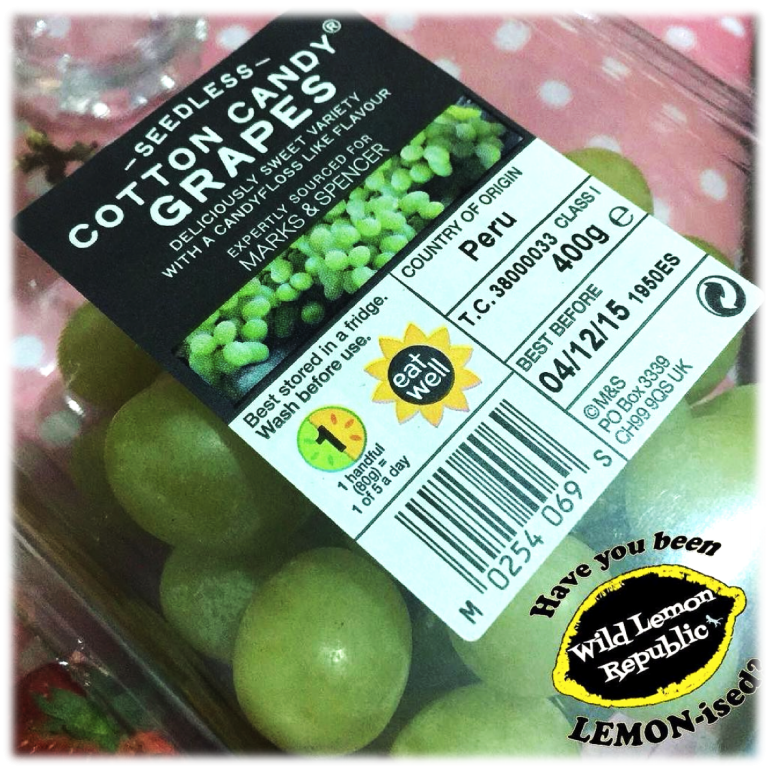 -SEEDLESS-
COTTON CANDY®
GRAPES
DELICIOUSLY SWEET VARIETY
WITH A CANDYFLOSS LIKE FLAVOUR
EXPERTLY SOURCED FOR
MARKS & SPENCER
COUNTRY OF ORIGIN
Peru
T.C. 38000033 CLASS I
400g e
BEST BEFORE
04/12/15 1950ES
©M&S
PO Box 3339
CH99 9QS UK
Best stored in a fridge.
Wash before use.
eat
well
1
1 handful
(80g) =
1 of 5 a day
M 0254 069 S
Have you been
Wild Lemon
Republic
LEMON-ised?